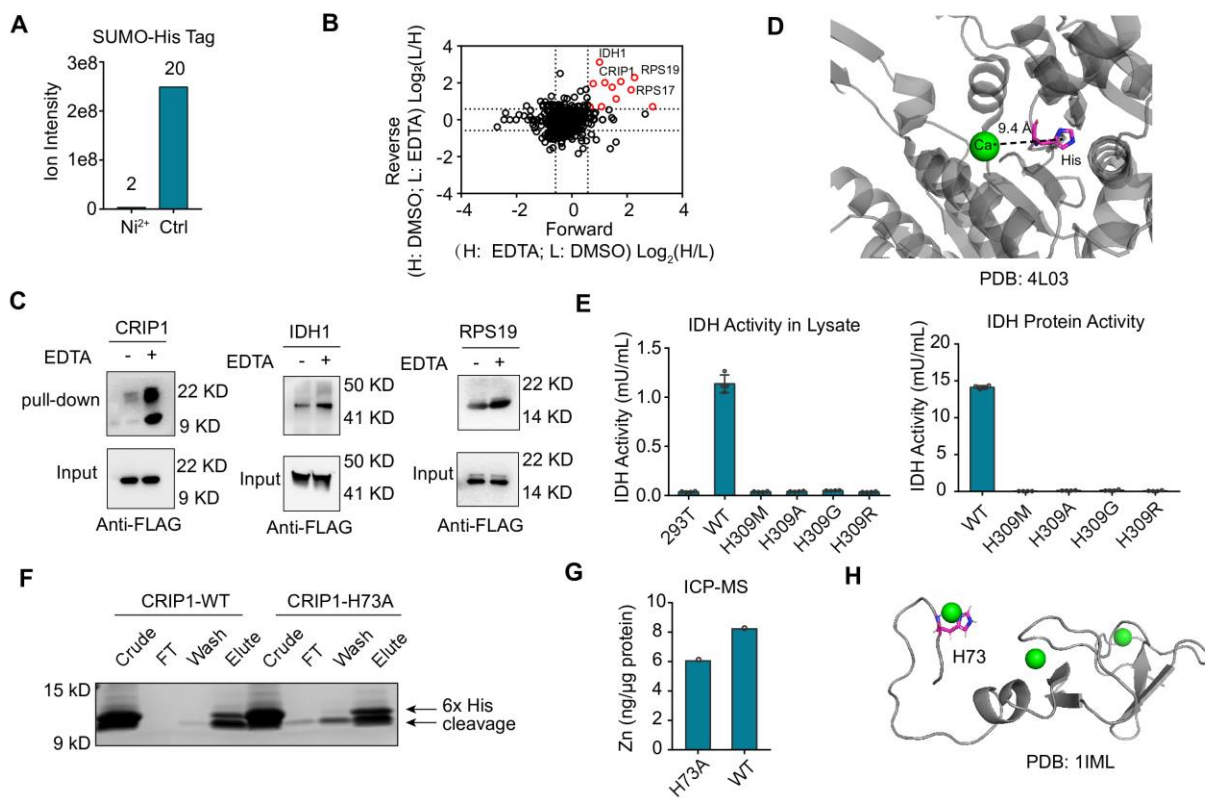 A
SUMO-His Tag
Ion Intensity
3e8
2e8
1e8
0
2
20
Ni²⁺ Ctrl
B
Reverse
(H: DMSO; L: EDTA) Log₂(L/H)
4
2
0
-2
-4
IDH1
CRIP1 RPS19
RPS17
-4 -2 0 2 4
Forward
(H: EDTA; L: DMSO) Log₂(H/L)
C
CRIP1
EDTA - +
pull-down
22 KD
9 KD
Input
22 KD
9 KD
Anti-FLAG
IDH1
EDTA - +
50 KD
41 KD
Input
50 KD
41 KD
Anti-FLAG
RPS19
EDTA - +
22 KD
14 KD
Input
22 KD
14 KD
Anti-FLAG
D
9.4 Å
Ca⁺
His
PDB: 4L03
E
IDH Activity in Lysate
IDH Activity (mU/mL)
1.5
1.0
0.5
0.0
293T WT H309M H309A H309G H309R
IDH Protein Activity
IDH Activity (mU/mL)
20
15
10
5
0
WT H309M H309A H309G H309R
F
CRIP1-WT CRIP1-H73A
Crude FT Wash Elute Crude FT Wash Elute
15 kD
9 kD
6x His
cleavage
G
ICP-MS
Zn (ng/μg protein)
10
8
6
4
2
0
H73A WT
H
H73
PDB: 1IML